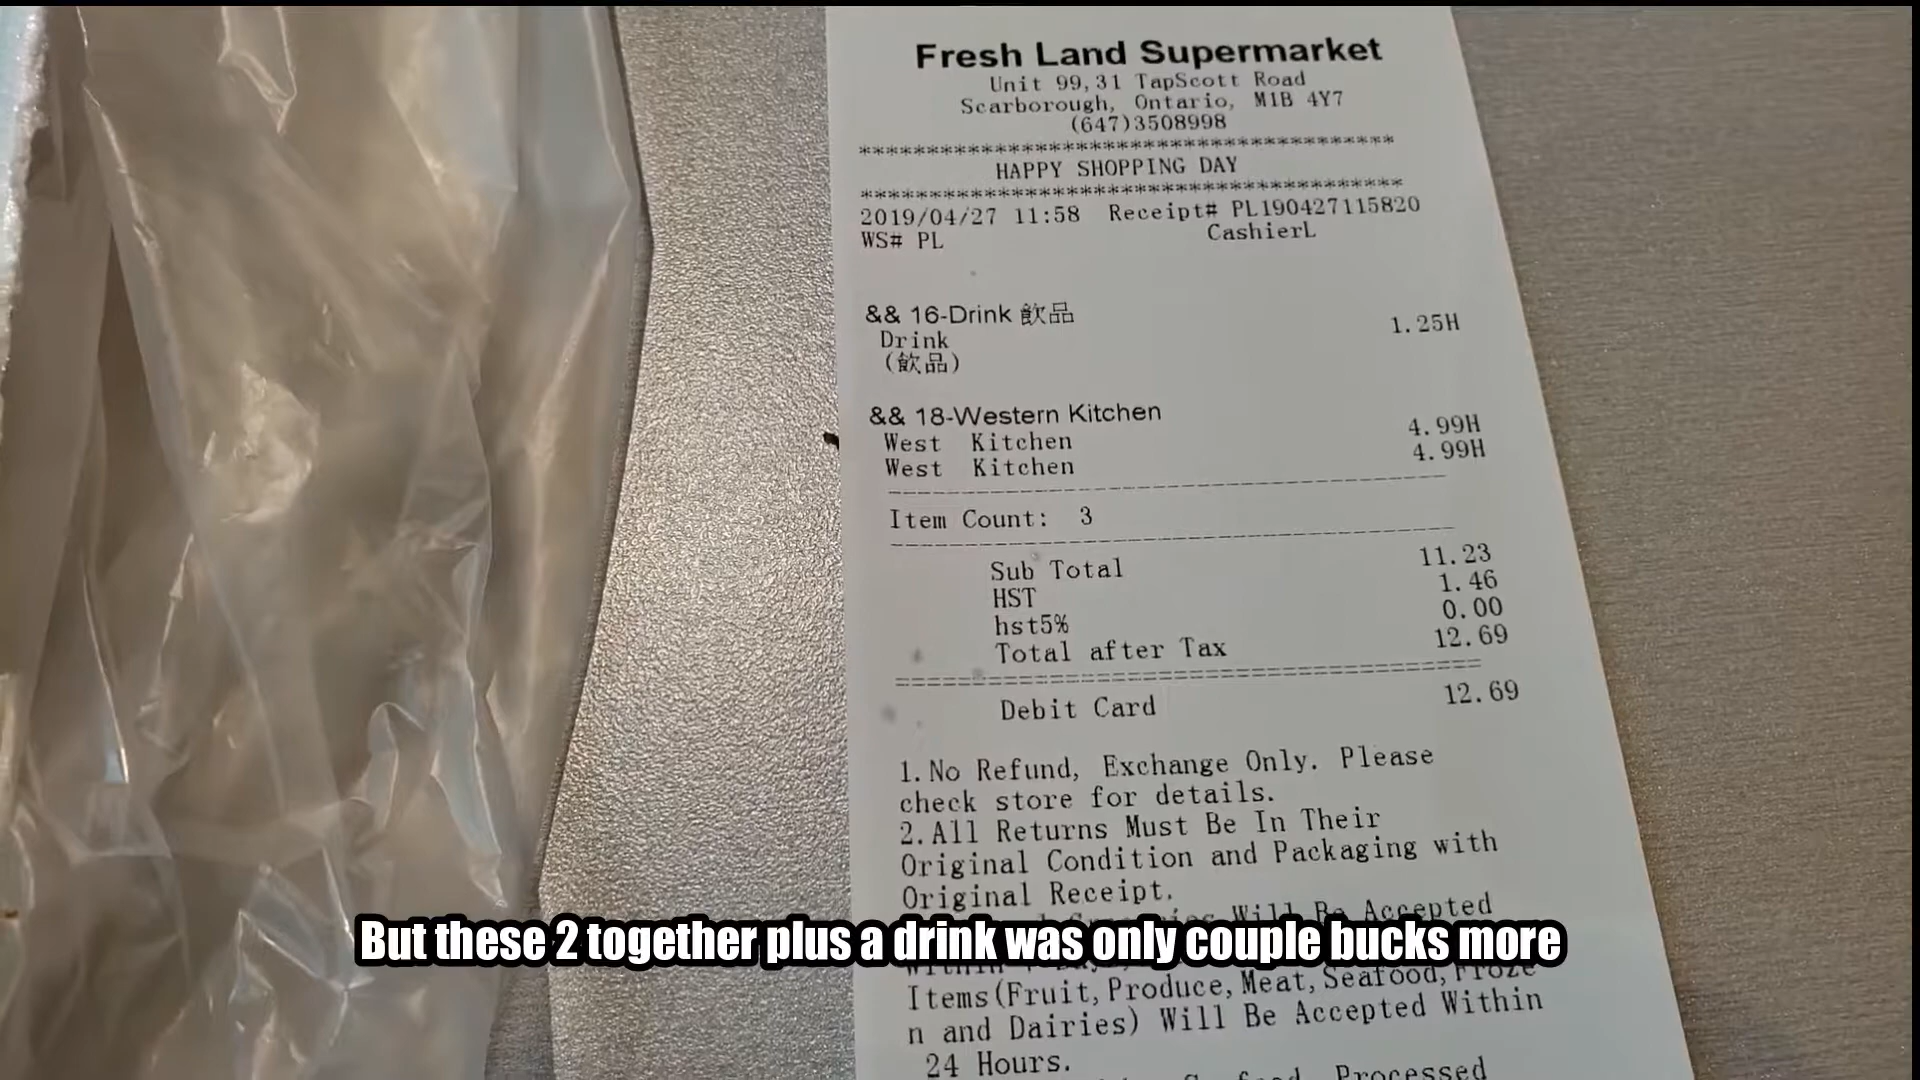 Fresh Land Supermarket
Unit 99,31 TapScott Road
Scarborough, Ontario, M1B 4Y7
(647)3508998
****************************************
HAPPY SHOPPING DAY
****************************************
2019/04/27 11:58 Receipt# PL190427115820
WS# PL CashierL
&& 16-Drink 飲品
Drink 1.25H
(飲品)
&& 18-Western Kitchen
West Kitchen 4.99H
West Kitchen 4.99H
Item Count: 3
Sub Total 11.23
HST 1.46
hst5% 0.00
Total after Tax 12.69
Debit Card 12.69
1. No Refund, Exchange Only. Please
check store for details.
2. All Returns Must Be In Their
Original Condition and Packaging with
Original Receipt.
Will Be Accepted
But these 2 together plus a drink was only couple bucks more
Items(Fruit, Produce, Meat, Seafood, Froze
n and Dairies) Will Be Accepted Within
24 Hours.
Processed